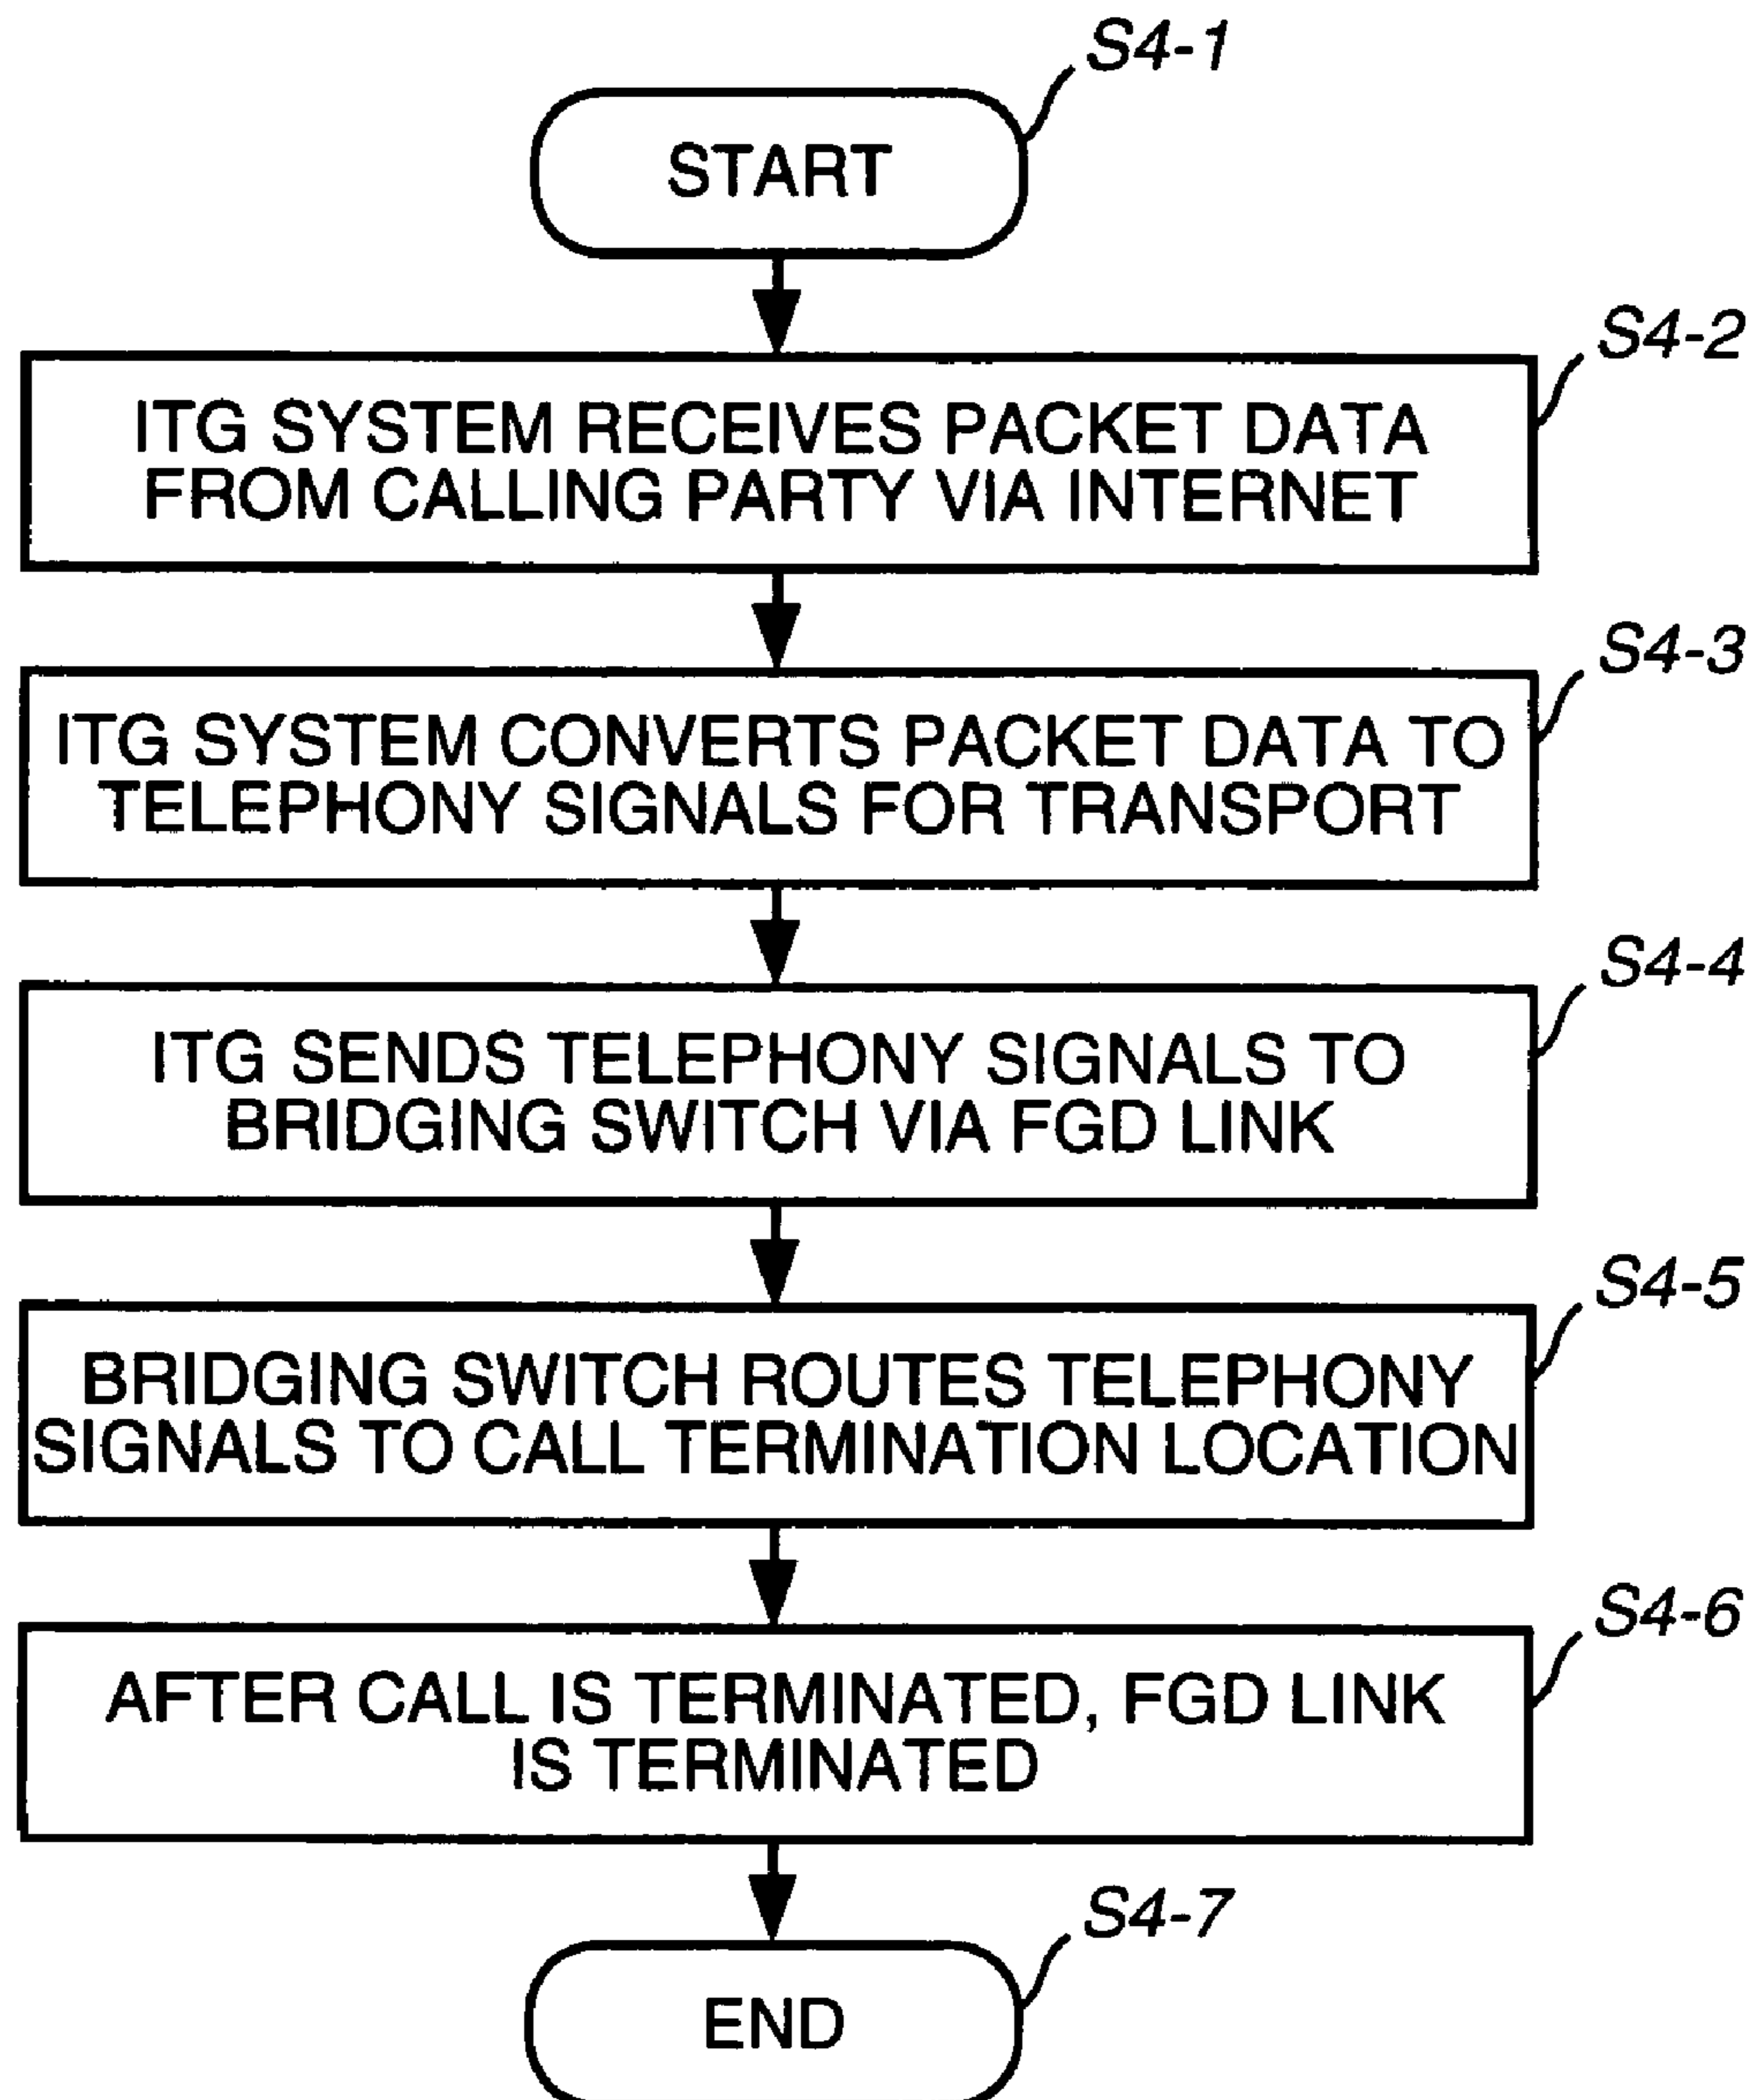 S4-1
START
S4-2
ITG SYSTEM RECEIVES PACKET DATA
FROM CALLING PARTY VIA INTERNET
S4-3
ITG SYSTEM CONVERTS PACKET DATA TO
TELEPHONY SIGNALS FOR TRANSPORT
S4-4
ITG SENDS TELEPHONY SIGNALS TO
BRIDGING SWITCH VIA FGD LINK
S4-5
BRIDGING SWITCH ROUTES TELEPHONY
SIGNALS TO CALL TERMINATION LOCATION
S4-6
AFTER CALL IS TERMINATED, FGD LINK
IS TERMINATED
S4-7
END